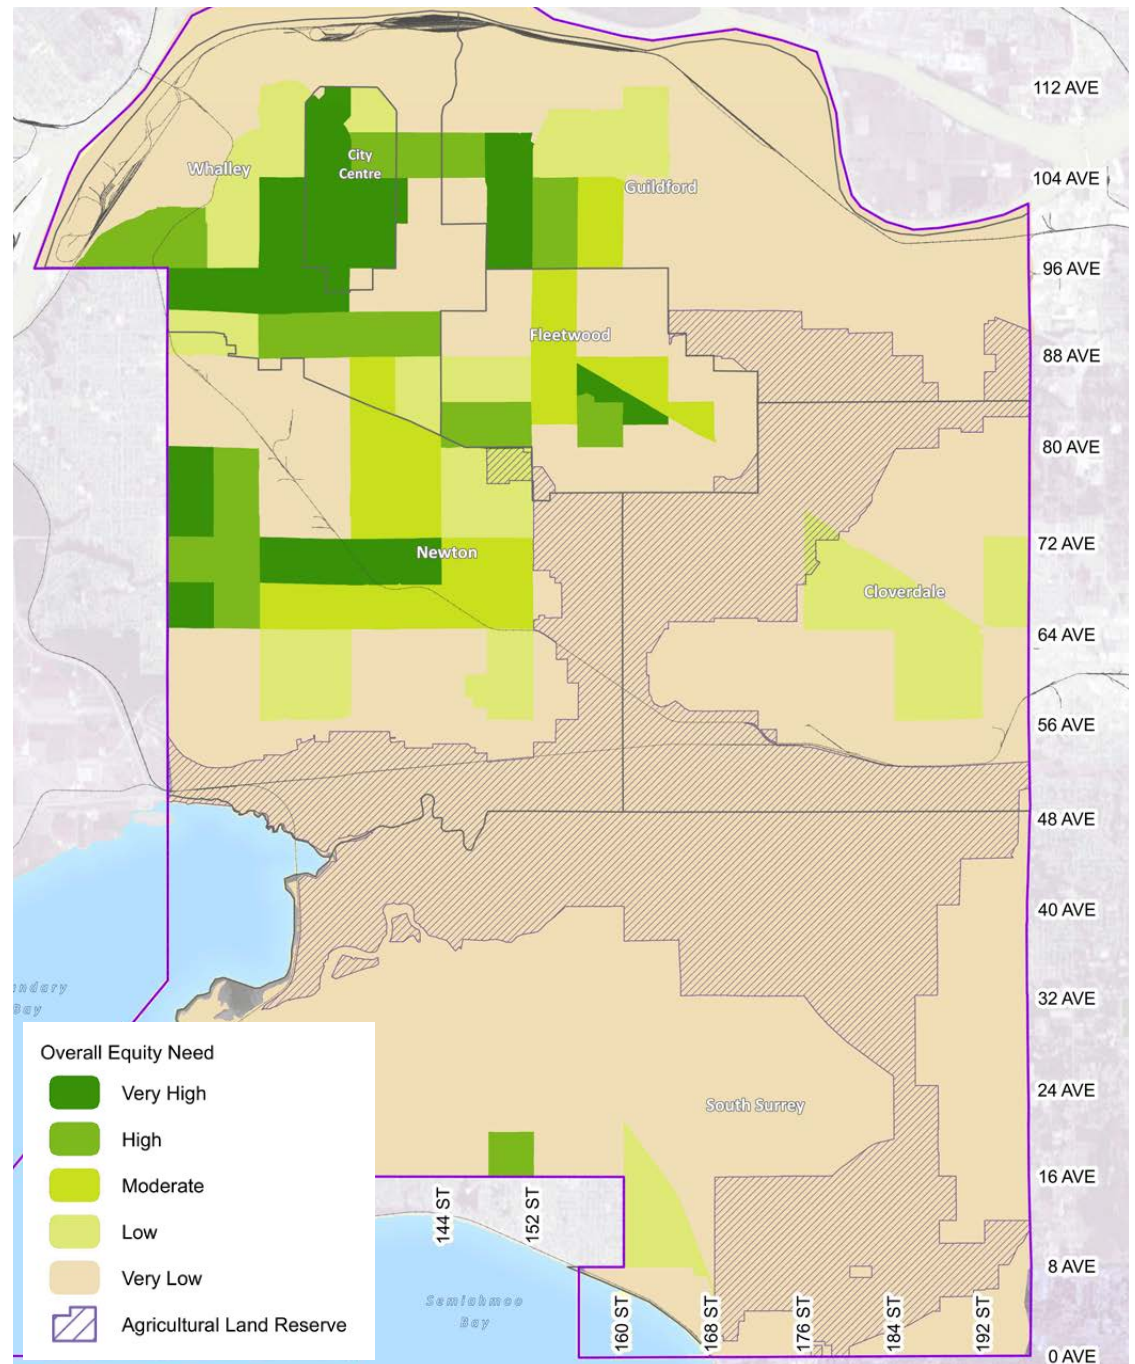 112 AVE
Whalley
City
Centre
104 AVE
Guildford
96 AVE
Fleetwood
88 AVE
80 AVE
72 AVE
Newton
Cloverdale
64 AVE
56 AVE
48 AVE
40 AVE
ndary
Bay
32 AVE
Overall Equity Need
Very High
High
Moderate
Low
Very Low
Agricultural Land Reserve
24 AVE
South Surrey
16 AVE
144 ST
152 ST
8 AVE
Semiahmoo
Bay
160 ST
168 ST
176 ST
184 ST
192 ST
0 AVE